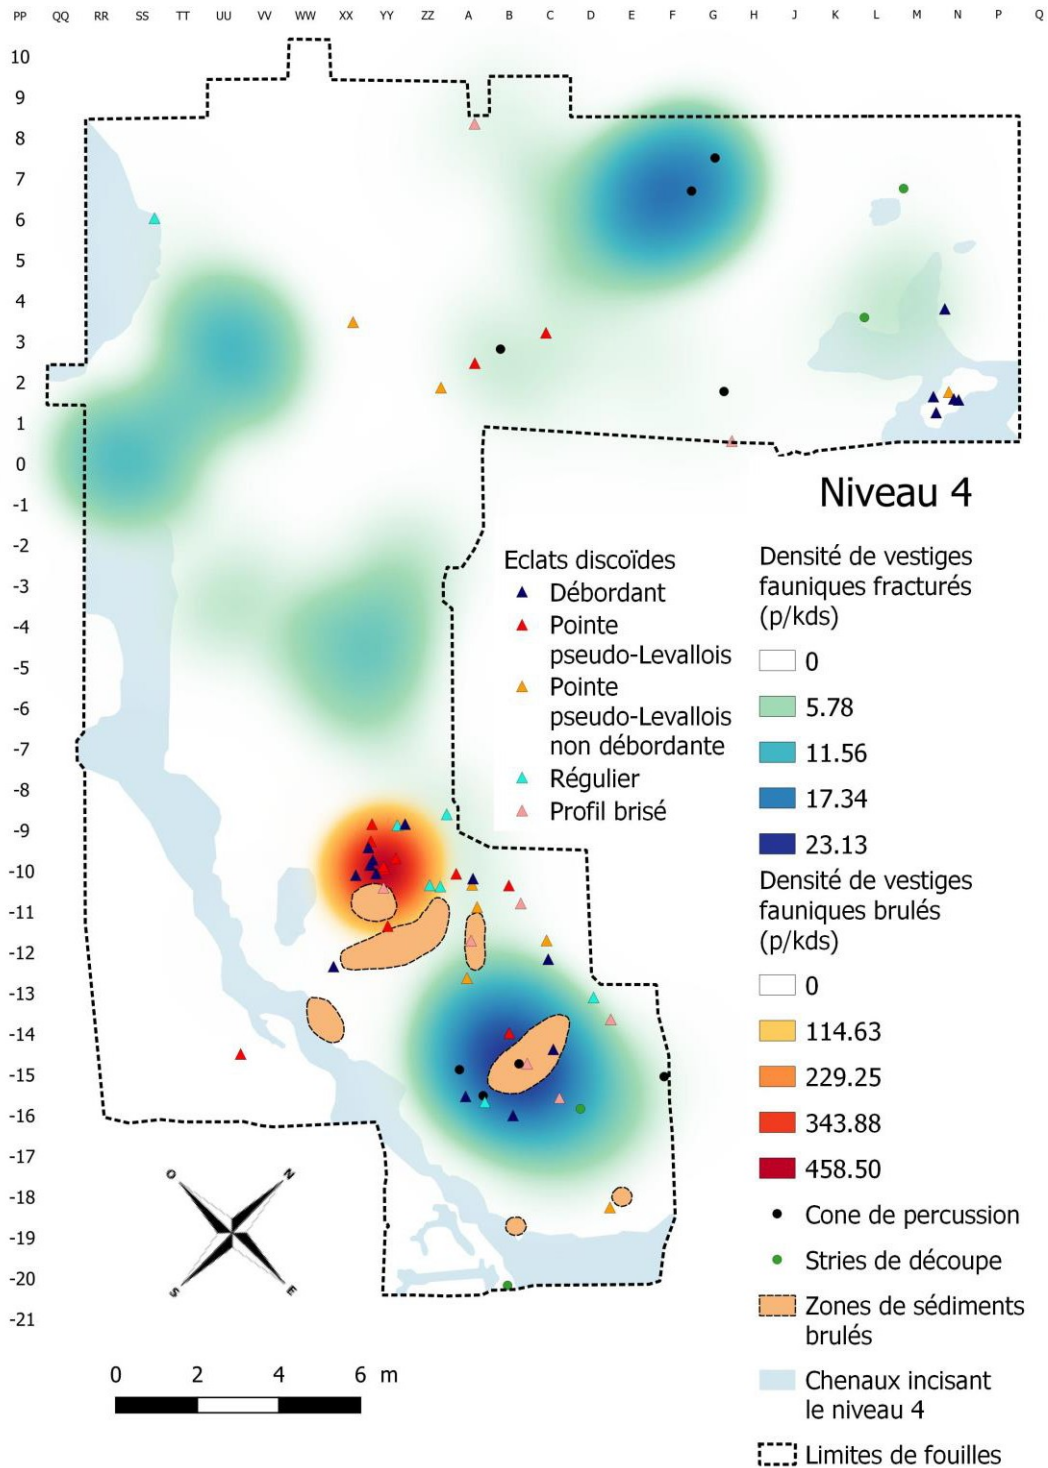 PP QQ RR SS TT UU VV WW XX YY ZZ A B C D E F G H J K L M N P Q
10
9
8
7
6
5
4
3
2
1
0
-1
-2
-3
-4
-5
-6
-7
-8
-9
-10
-11
-12
-13
-14
-15
-16
-17
-18
-19
-20
-21
Niveau 4
Eclats discoïdes
Débordant
Pointe
pseudo-Levallois
Pointe
pseudo-Levallois
non débordante
Régulier
Profil brisé
Densité de vestiges
fauniques fracturés
(p/kds)
0
5.78
11.56
17.34
23.13
Densité de vestiges
fauniques brulés
(p/kds)
0
114.63
229.25
343.88
458.50
Cone de percussion
Stries de découpe
Zones de sédiments
brulés
Chenaux incisant
le niveau 4
Limites de fouilles
O N
S E
0 2 4 6 m